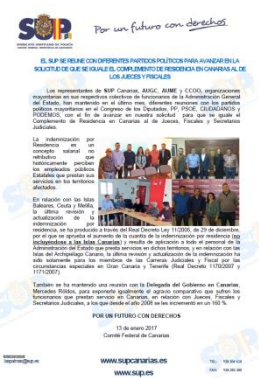 SUP
SINDICATO UNIFICADO DE POLICÍA
Por un futuro con derechos
EL SUP SE REUNE CON DIFERENTES PARTIDOS POLÍTICOS PARA AVANZAR EN LA
SOLICITUD DE QUE SE IGUALE EL COMPLEMENTO DE RESIDENCIA EN CANARIAS AL DE
LOS JUECES Y FISCALES
Los representantes de SUP Canarias, AUGC, AUME y CCOO, organizaciones
mayoritarias en sus respectivos colectivos de funcionarios de la Administración General
del Estado, han mantenido en el último mes, diferentes reuniones con los partidos
políticos mayoritarios en el Congreso de los Diputados, PP, PSOE, CIUDADANOS y
PODEMOS, con el fin de avanzar en nuestra solicitud para que se iguale el
Complemento de Residencia en Canarias al de Jueces, Fiscales y Secretarios
Judiciales.
La indemnización por
Residencia es un
concepto salarial no
retributivo que
históricamente perciben
los empleados públicos
Estatales que prestan sus
servicios en los territorios
afectados.
En relación con las Islas
Baleares, Ceuta y Melilla,
la última revisión y
actualización de la
indemnización por
residencia, se ha producido a través del Real Decreto Ley 11/2006, de 29 de diciembre,
por el que se aprueba el aumento de la cuantía de la indemnización por residencia (no
incluyéndose a las Islas Canarias) y resulta de aplicación a todo el personal de la
Administración del Estado que presta servicios en dichos territorios, y en relación con las
Islas del Archipiélago Canario, la última revisión y actualización de la indemnización ha
sido solamente para los miembros de las Carreras Judicial y Fiscal por las
circunstancias especiales en Gran Canaria y Tenerife (Real Decreto 1170/2007 y
1171/2007).
También se ha mantenido una reunión con la Delegada del Gobierno en Canarias,
Mercedes Róldos, para exponerle igualmente el agravio comparativo que sufren los
funcionarios que prestan servicio en Canarias, en relación con Jueces, Fiscales y
Secretarios Judiciales, a los que desde el año 2008 se les incrementó en un 160 %.
POR UN FUTURO CON DERECHOS
13 de enero 2017
Comité Federal de Canarias
www.supcanarias.es
www.sup.es